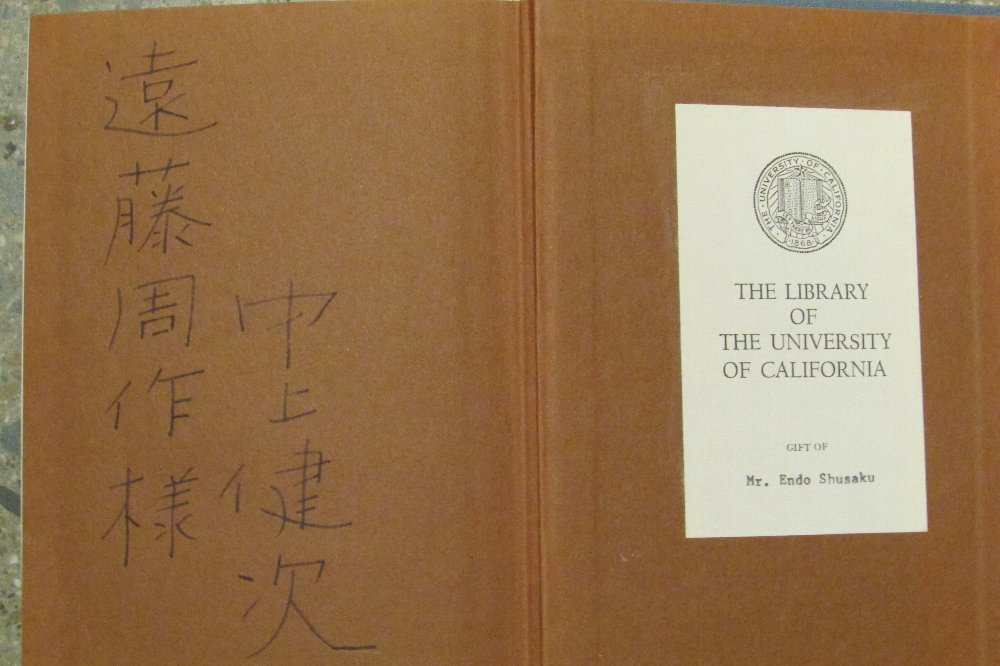 遠藤周作様
中上健次
THE UNIVERSITY OF CALIFORNIA
1868
THE LIBRARY
OF
THE UNIVERSITY
OF CALIFORNIA
GIFT OF
Mr. Endo Shusaku